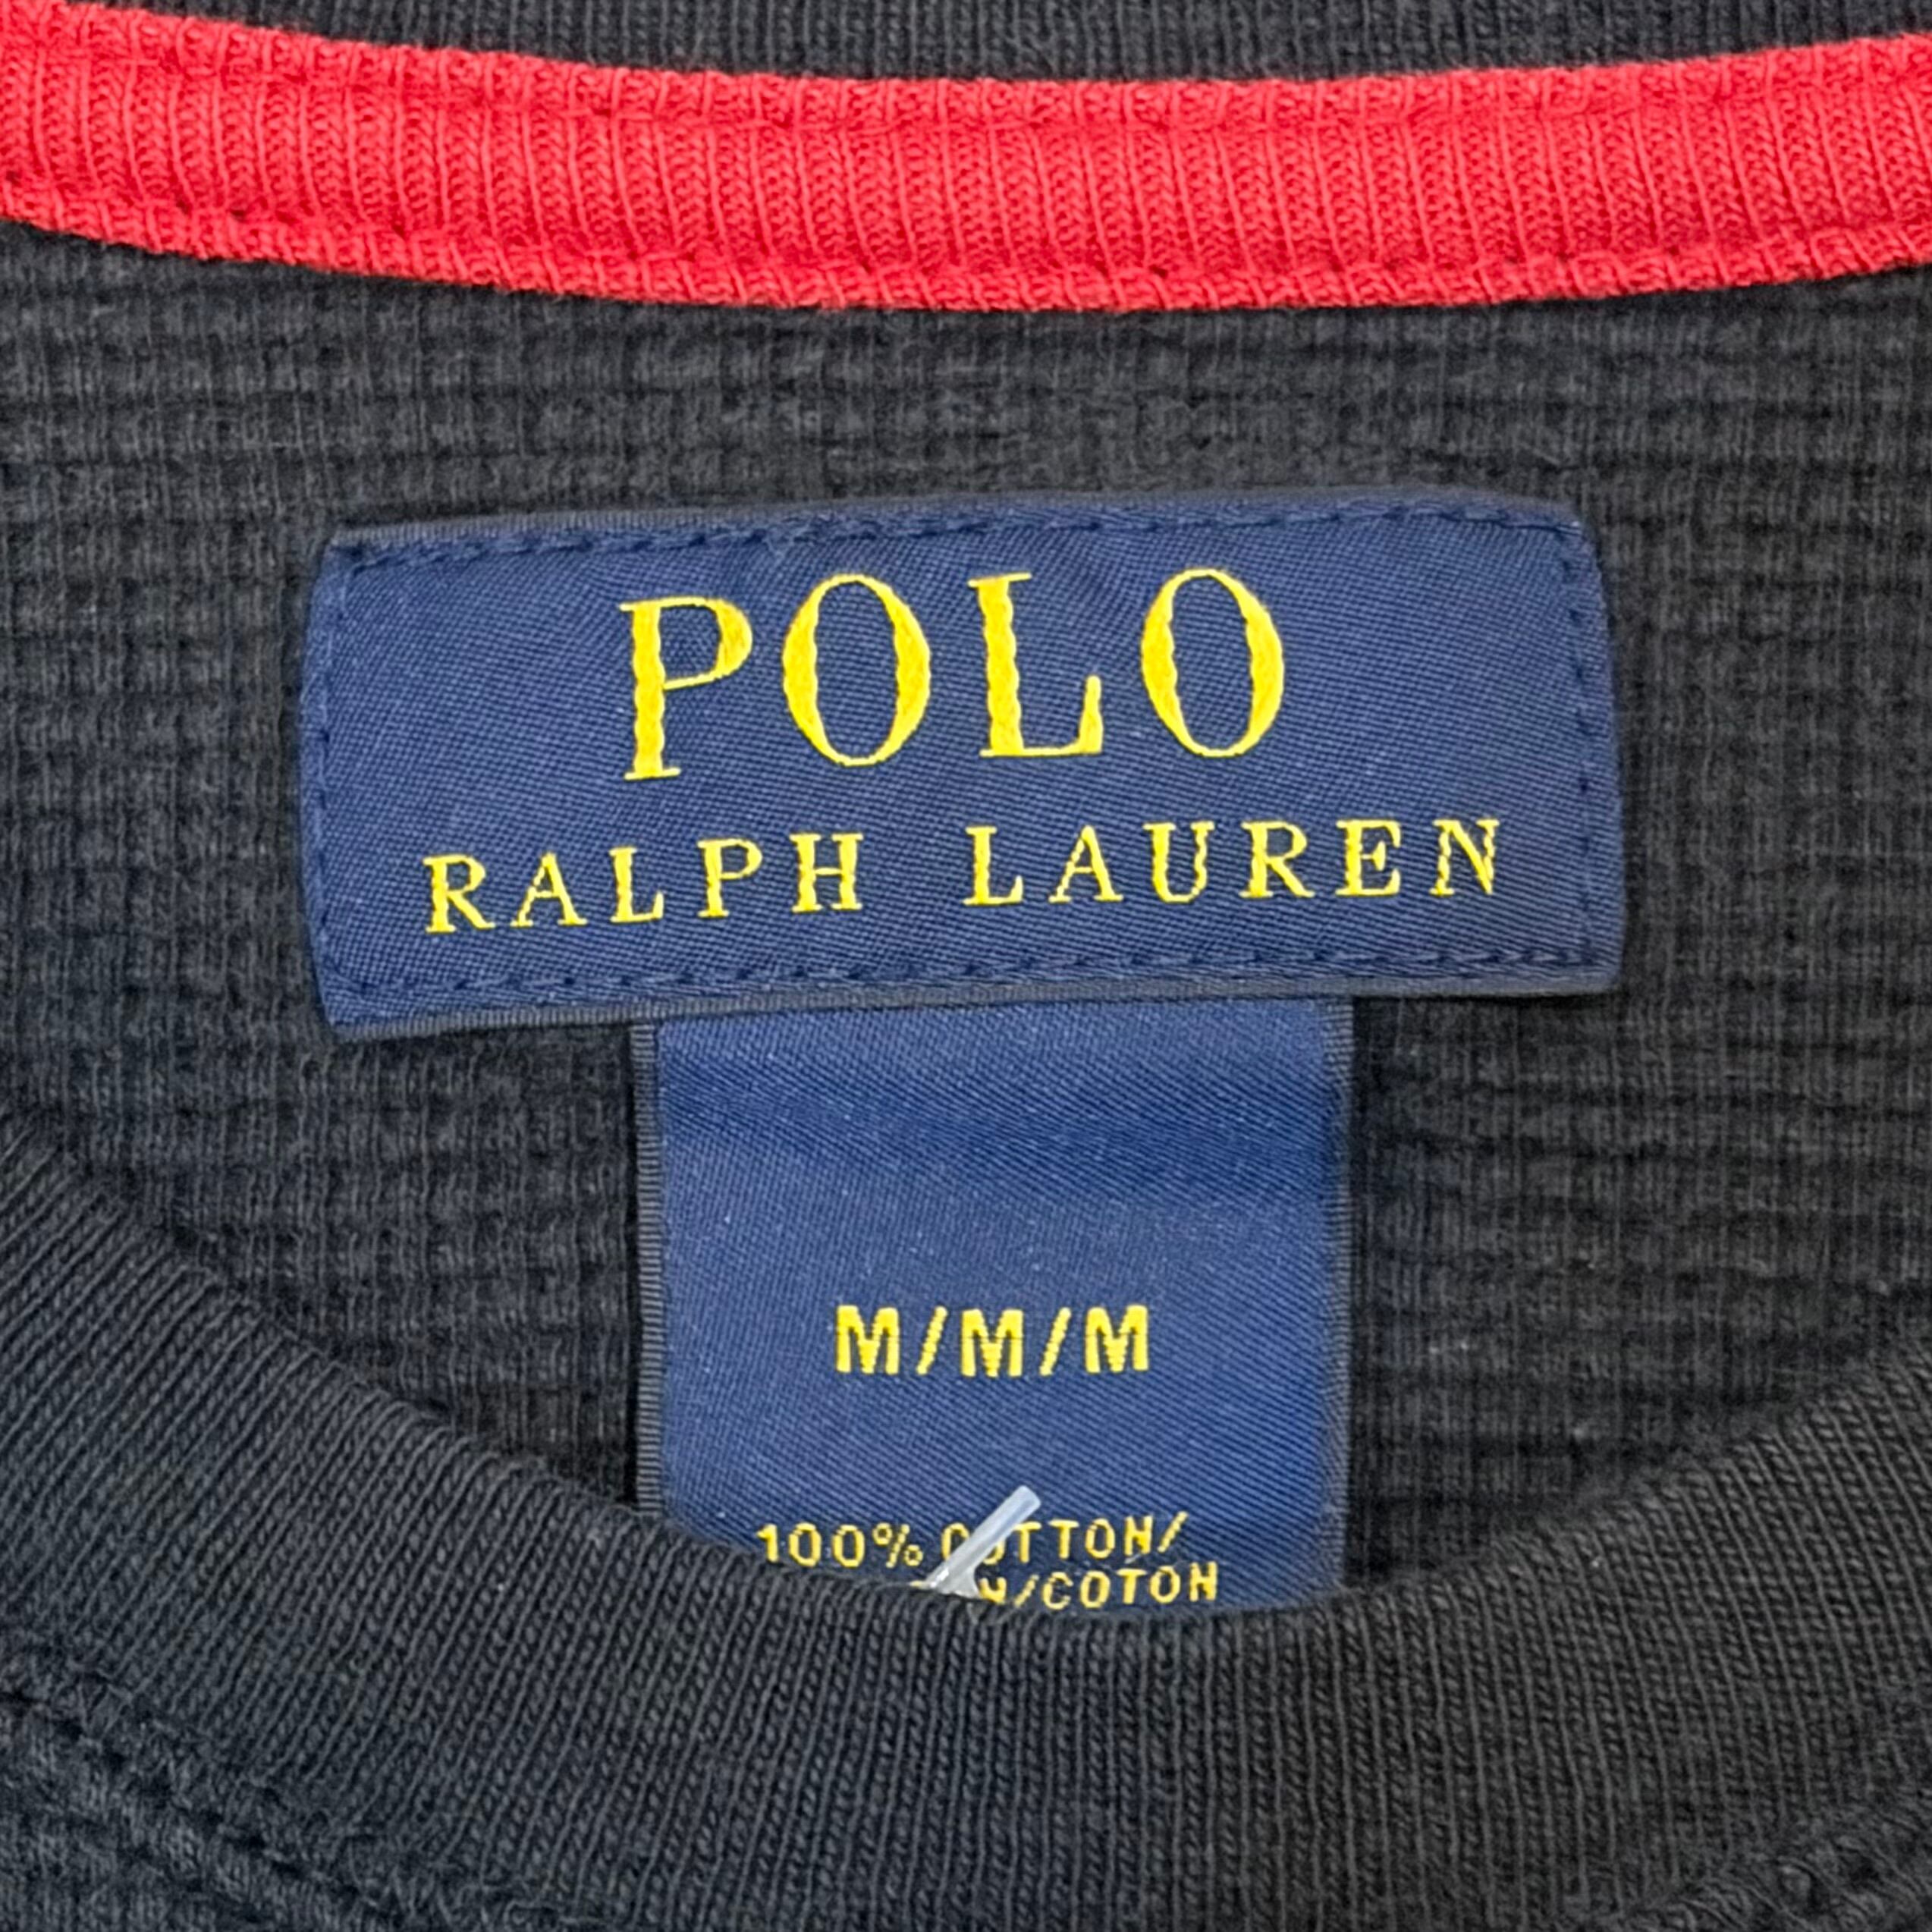 POLO
RALPH LAUREN
M/M/M
100% COTTON/
/COTON